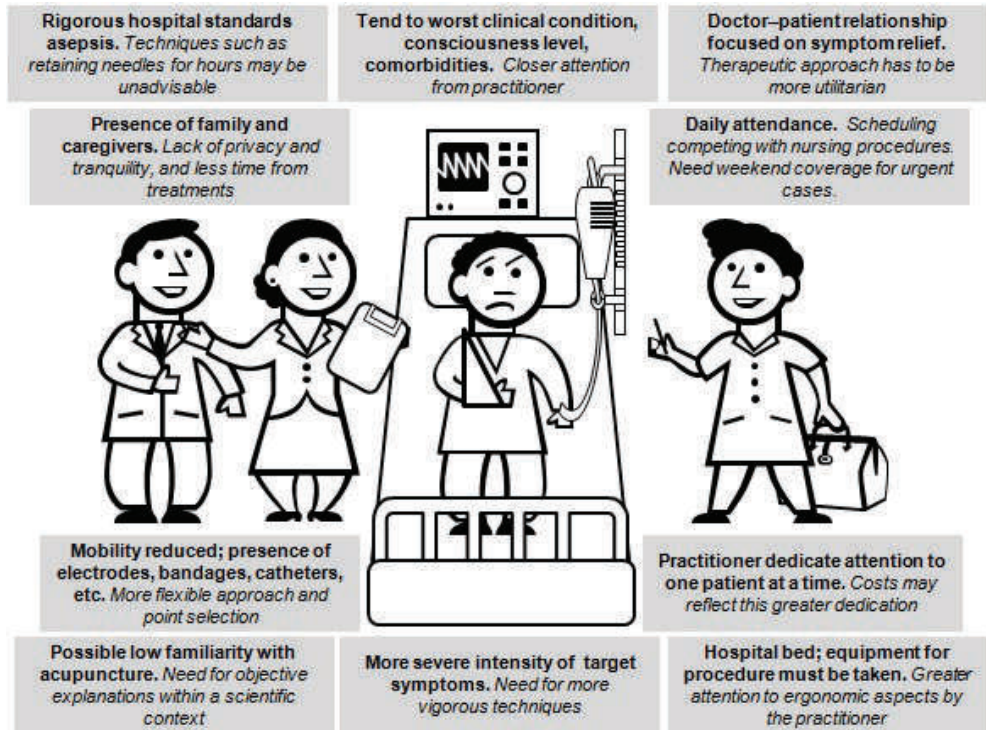 Rigorous hospital standards
asepsis. Techniques such as
retaining needles for hours may be
unadvisable
Tend to worst clinical condition,
consciousness level,
comorbidities. Closer attention
from practitioner
Doctor–patient relationship
focused on symptom relief.
Therapeutic approach has to be
more utilitarian
Presence of family and
caregivers. Lack of privacy and
tranquility, and less time from
treatments
Daily attendance. Scheduling
competing with nursing procedures.
Need weekend coverage for urgent
cases.
Mobility reduced; presence of
electrodes, bandages, catheters,
etc. More flexible approach and
point selection
Practitioner dedicate attention to
one patient at a time. Costs may
reflect this greater dedication
Possible low familiarity with
acupuncture. Need for objective
explanations within a scientific
context
More severe intensity of target
symptoms. Need for more
vigorous techniques
Hospital bed; equipment for
procedure must be taken. Greater
attention to ergonomic aspects by
the practitioner